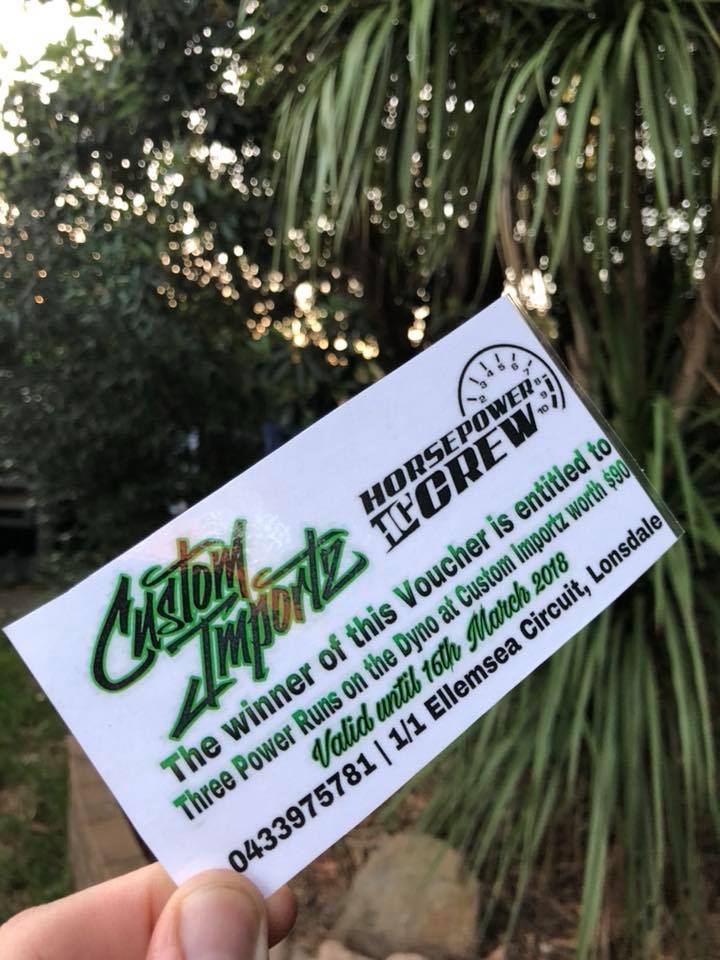 Custom
Importz
2 3 4 5 6 7 8 9 10
HORSEPOWER
CREW
The winner of this Voucher is entitled to
Three Power Runs on the Dyno at Custom Importz worth $90
Valid until 16th March 2018
0433975781 | 1/1 Ellemsea Circuit, Lonsdale